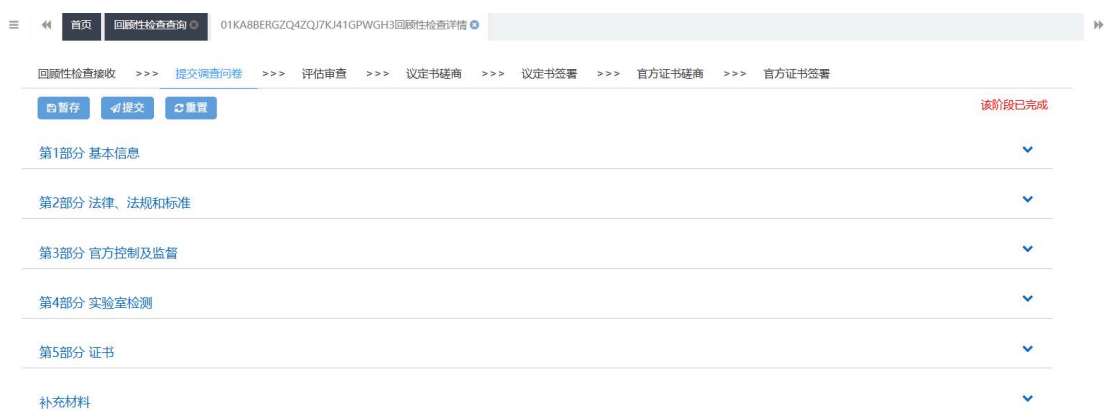 首页 回顾性检查查询 01KA8BERGZQ4ZQJ7KJ41GPWGH3回顾性检查详情
回顾性检查接收 >>> 提交调查问卷 >>> 评估审查 >>> 议定书磋商 >>> 议定书签署 >>> 官方证书磋商 >>> 官方证书签署
暂存 提交 重置 该阶段已完成
第1部分 基本信息
第2部分 法律、法规和标准
第3部分 官方控制及监督
第4部分 实验室检测
第5部分 证书
补充材料